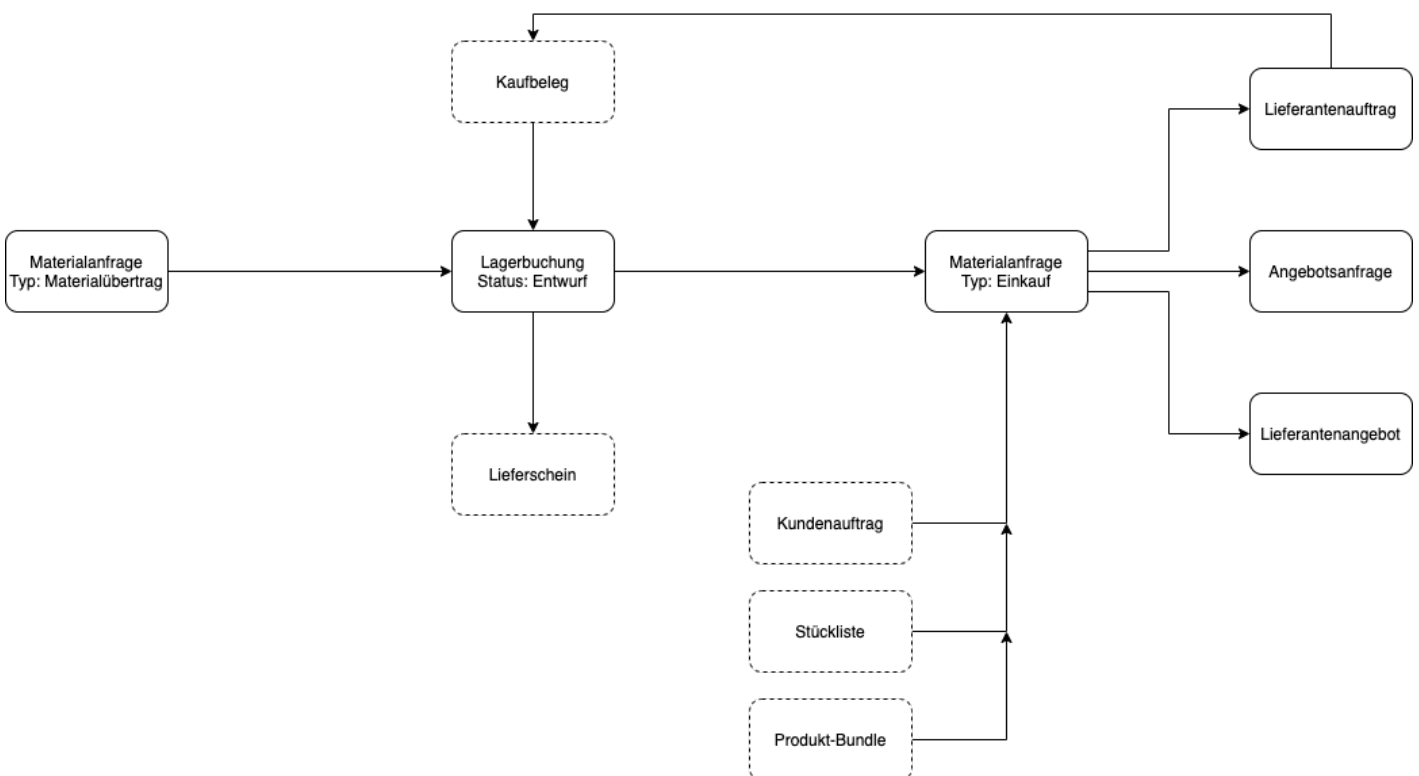 Kaufbeleg
Lieferantenauftrag
Materialanfrage
Typ: Materialübertrag
Lagerbuchung
Status: Entwurf
Materialanfrage
Typ: Einkauf
Angebotsanfrage
Lieferantenangebot
Lieferschein
Kundenauftrag
Stückliste
Produkt-Bundle